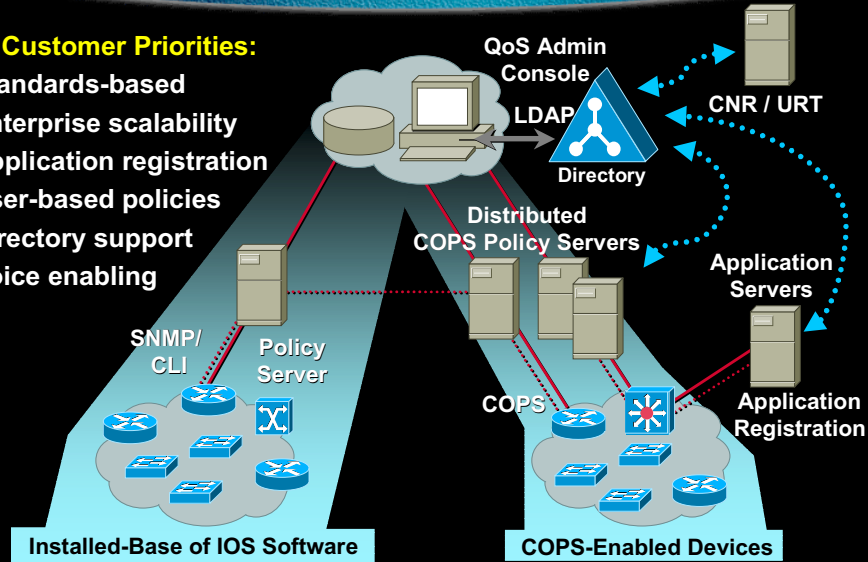 Customer Priorities:
tandards-based
nterprise scalability
pplication registration
ser-based policies
irectory support
oice enabling
QoS Admin
Console
LDAP
Directory
CNR / URT
Distributed
COPS Policy Servers
Application
Servers
SNMP/
CLI
Policy
Server
COPS
Application
Registration
Installed-Base of IOS Software
COPS-Enabled Devices